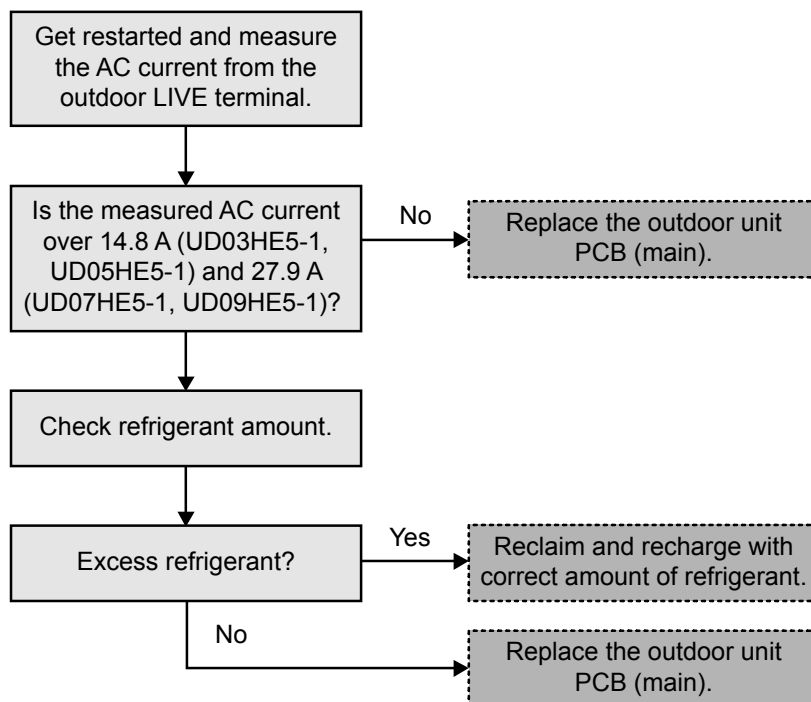 Get restarted and measure
the AC current from the
outdoor LIVE terminal.
Is the measured AC current
over 14.8 A (UD03HE5-1,
UD05HE5-1) and 27.9 A
(UD07HE5-1, UD09HE5-1)?
No
Replace the outdoor unit
PCB (main).
Check refrigerant amount.
Excess refrigerant?
Yes
Reclaim and recharge with
correct amount of refrigerant.
No
Replace the outdoor unit
PCB (main).